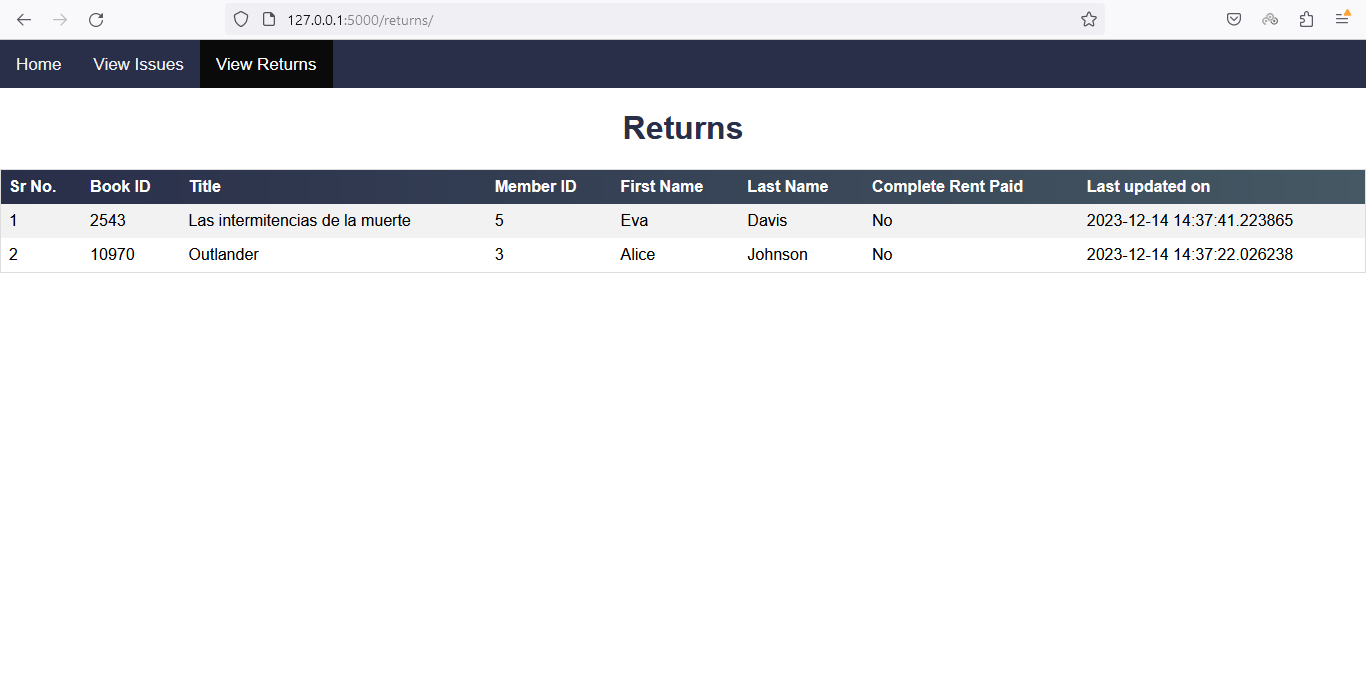 127.0.0.1:5000/returns/
Home View Issues View Returns
Returns
Sr No. Book ID Title Member ID First Name Last Name Complete Rent Paid Last updated on
1 2543 Las intermitencias de la muerte 5 Eva Davis No 2023-12-14 14:37:41.223865
2 10970 Outlander 3 Alice Johnson No 2023-12-14 14:37:22.026238